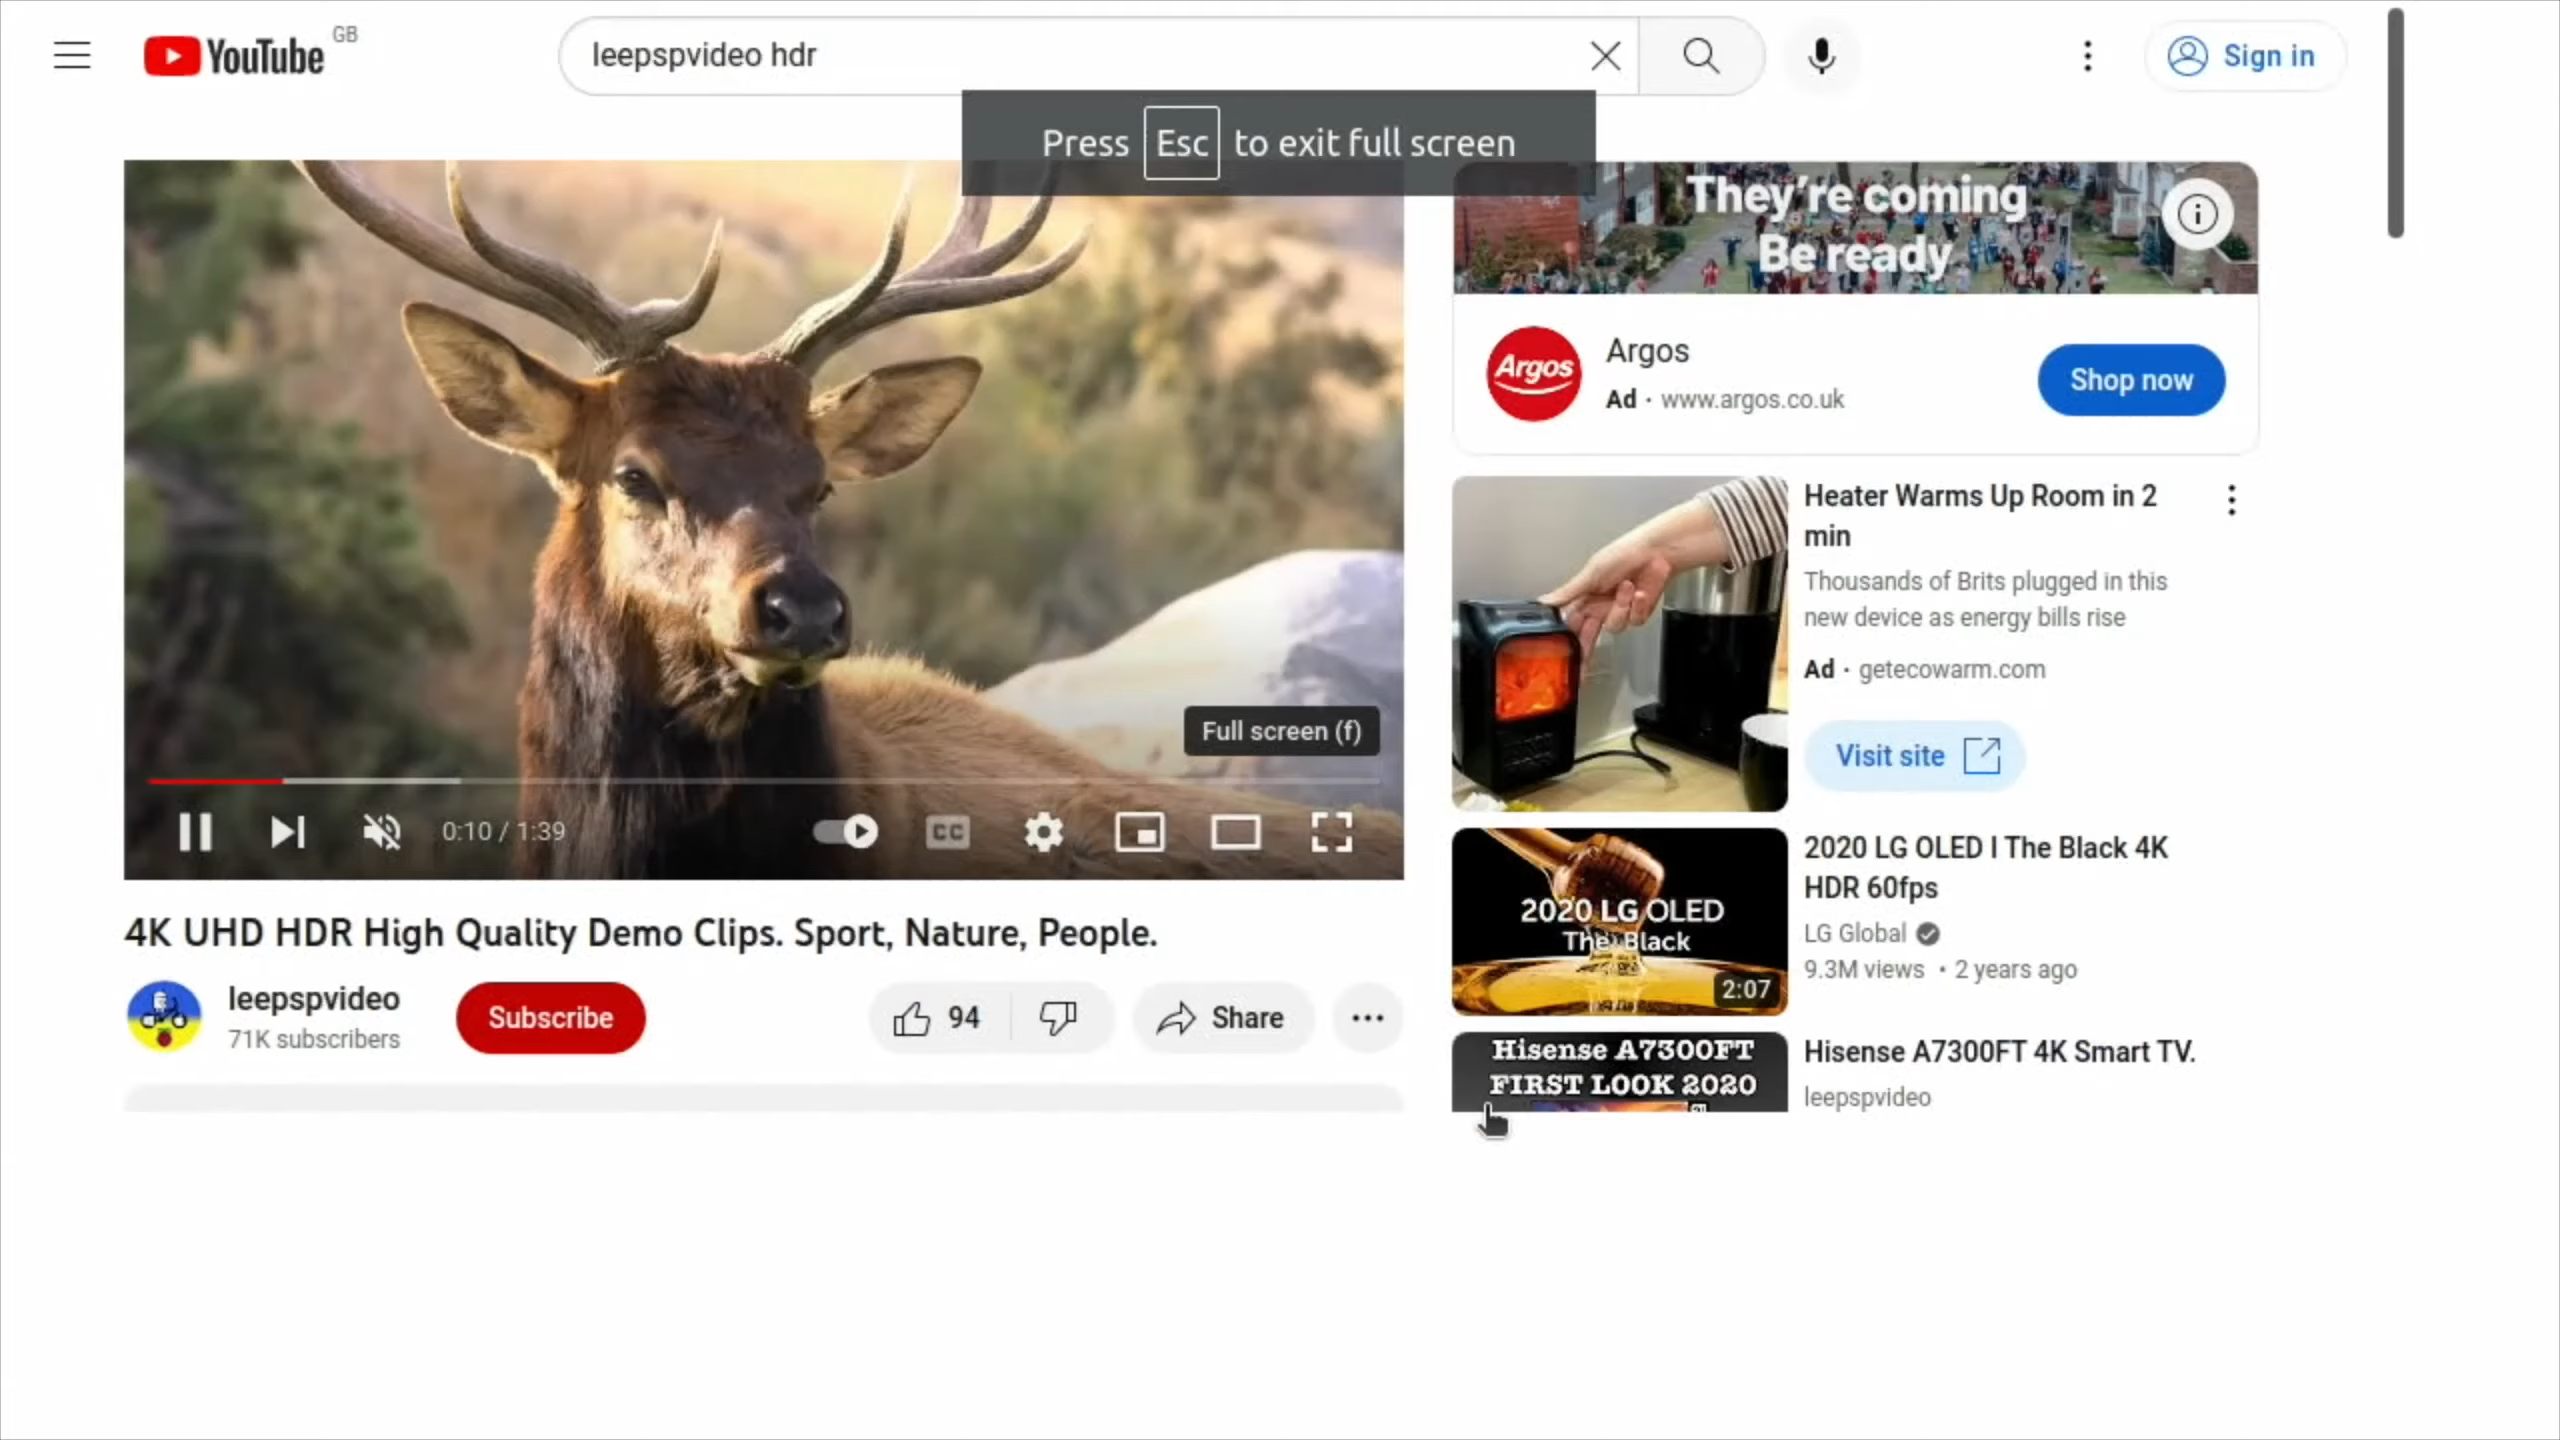 YouTube GB
leepspvideo hdr
Sign in
Press Esc to exit full screen
They're coming
Be ready
Argos
Argos
Ad · www.argos.co.uk
Shop now
Full screen (f)
0:10 / 1:39
CC
4K UHD HDR High Quality Demo Clips. Sport, Nature, People.
leepspvideo
71K subscribers
Subscribe
94
Share
Heater Warms Up Room in 2
min
Thousands of Brits plugged in this
new device as energy bills rise
Ad · getecowarm.com
Visit site
2020 LG OLED
The Black
2:07
2020 LG OLED l The Black 4K
HDR 60fps
LG Global
9.3M views • 2 years ago
Hisense A7300FT
FIRST LOOK 2020
Hisense A7300FT 4K Smart TV.
leepspvideo